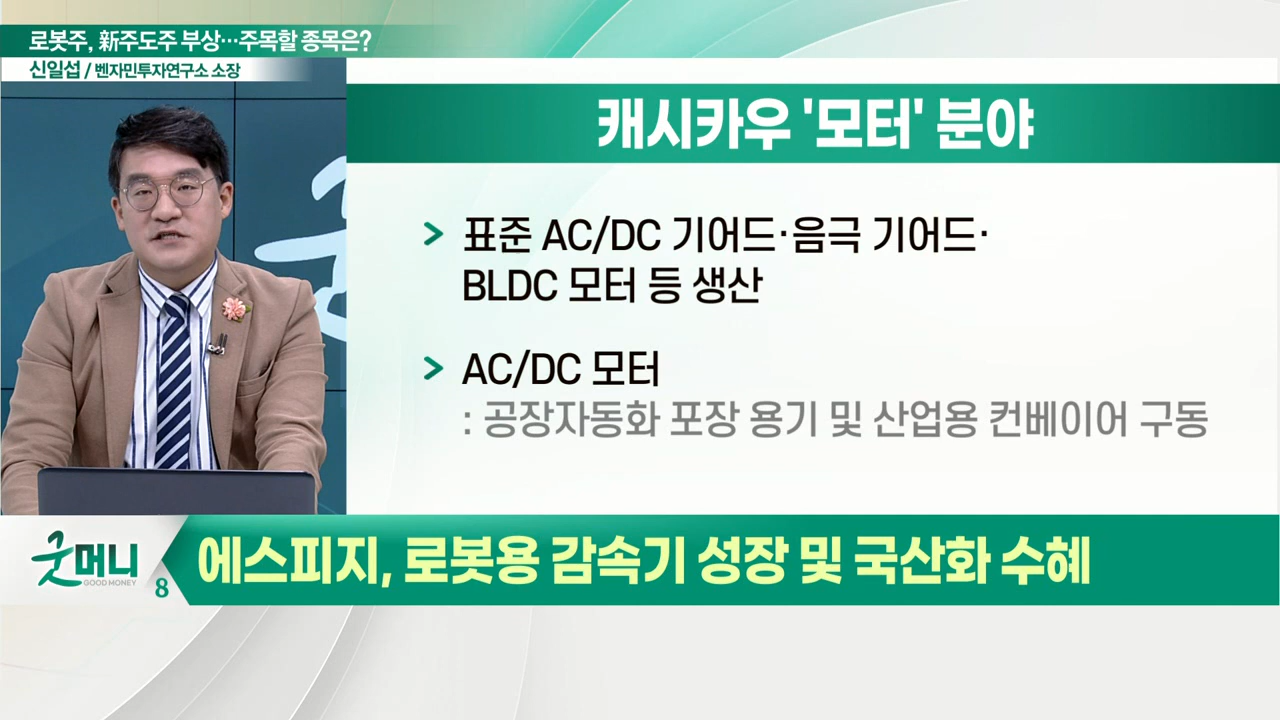 로봇주, 新주도주 부상…주목할 종목은?
신일섭 / 벤자민투자연구소 소장
캐시카우 '모터' 분야
> 표준 AC/DC 기어드·음극 기어드·
BLDC 모터 등 생산
> AC/DC 모터
: 공장자동화 포장 용기 및 산업용 컨베이어 구동
굿머니
GOOD MONEY
8
에스피지, 로봇용 감속기 성장 및 국산화 수혜